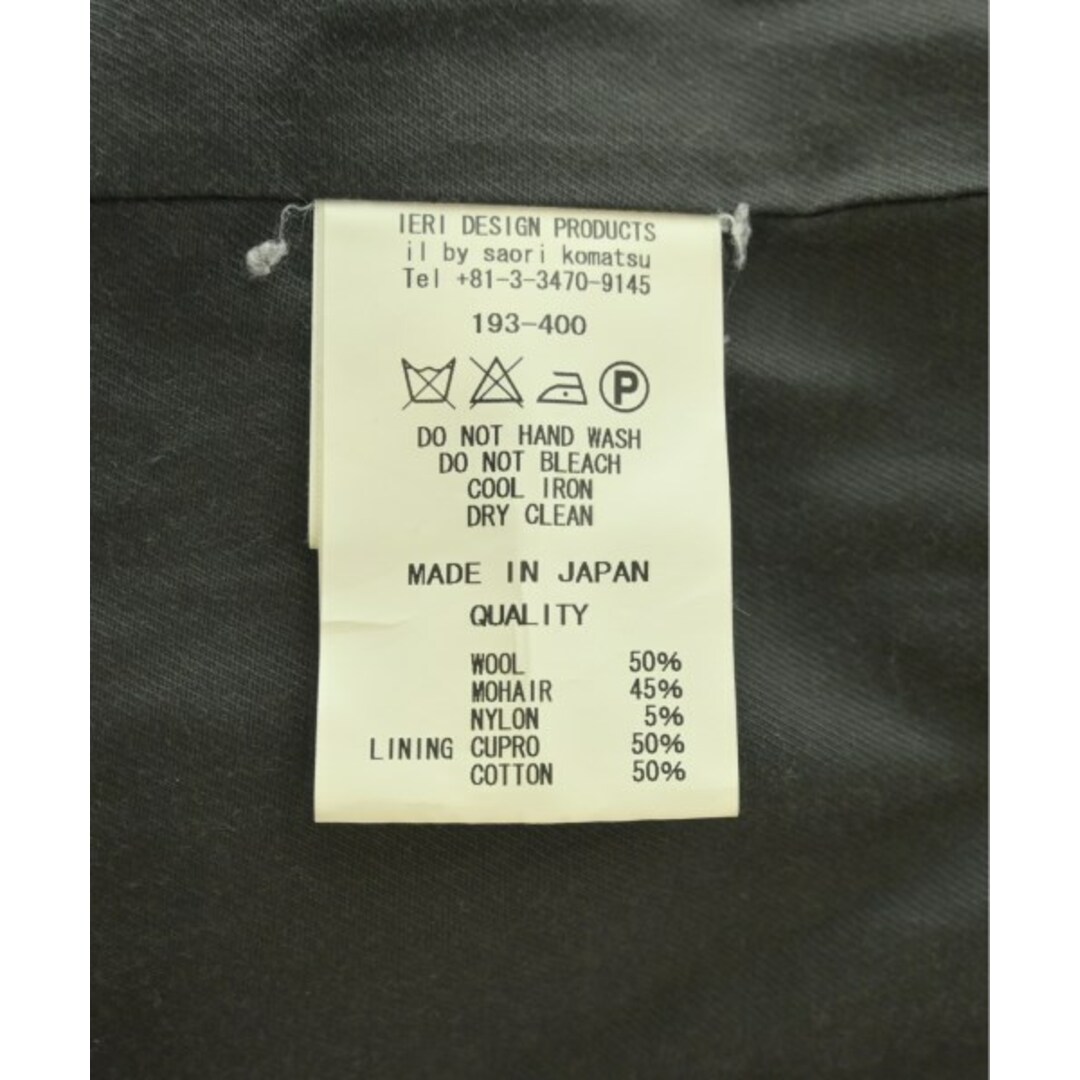 IERI DESIGN PRODUCTS
il by saori komatsu
Tel +81-3-3470-9145
193-400
P
DO NOT HAND WASH
DO NOT BLEACH
COOL IRON
DRY CLEAN
MADE IN JAPAN
QUALITY
WOOL 50%
MOHAIR 45%
NYLON 5%
LINING CUPRO 50%
COTTON 50%